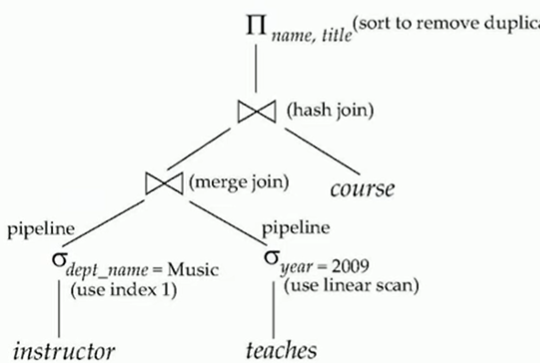 Π name, title (sort to remove
(hash join)
(merge join)
course
pipeline
pipeline
σ dept_name = Music
(use index 1)
σ year = 2009
(use linear scan)
instructor
teaches